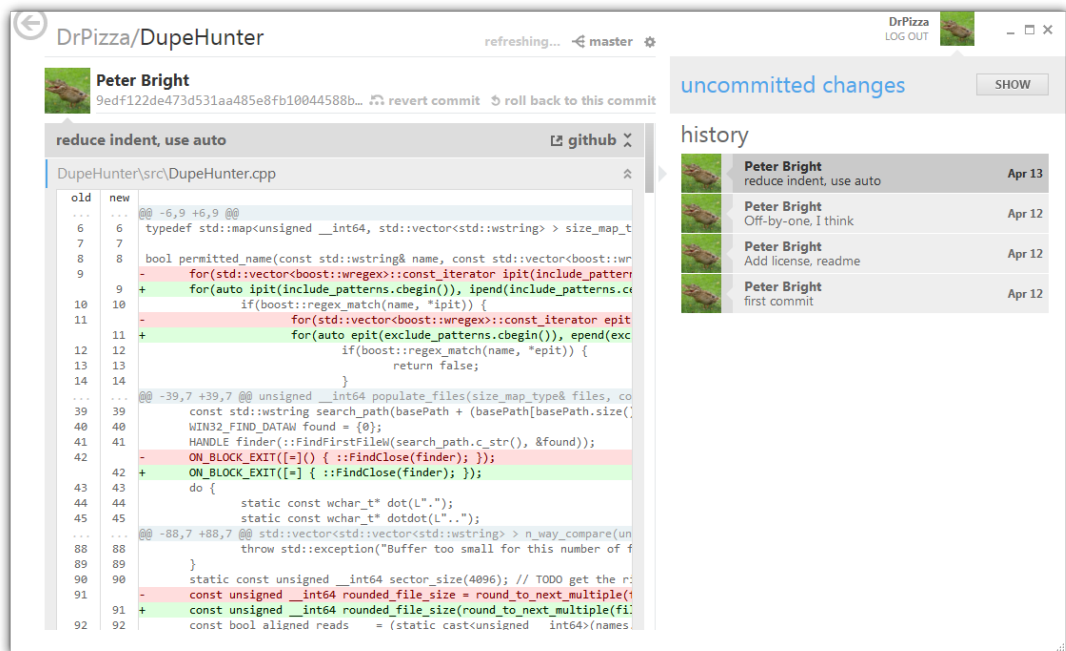 DrPizza/DupeHunter
refreshing... master
DrPizza
LOG OUT
Peter Bright
9edf122de473d531aa485e8fb10044588b… revert commit roll back to this commit
reduce indent, use auto github
DupeHunter\src\DupeHunter.cpp
old new
... ... @@ -6,9 +6,9 @@
6 6 typedef std::map<unsigned __int64, std::vector<std::wstring> > size_map_t
7 7
8 8 bool permitted_name(const std::wstring& name, const std::vector<boost::wr
9 - for(std::vector<boost::wregex>::const_iterator ipit(include_patterr
9 + for(auto ipit(include_patterns.cbegin()), ipend(include_patterns.ce
10 10 if(boost::regex_match(name, *ipit)) {
11 - for(std::vector<boost::wregex>::const_iterator epit
11 + for(auto epit(exclude_patterns.cbegin()), epend(exc
12 12 if(boost::regex_match(name, *epit)) {
13 13 return false;
14 14 }
... ... @@ -39,7 +39,7 @@ unsigned __int64 populate_files(size_map_type& files, co
39 39 const std::wstring search_path(basePath + (basePath[basePath.size()
40 40 WIN32_FIND_DATAW found = {0};
41 41 HANDLE finder(::FindFirstFileW(search_path.c_str(), &found));
42 - ON_BLOCK_EXIT([=]() { ::FindClose(finder); });
42 + ON_BLOCK_EXIT([=] { ::FindClose(finder); });
43 43 do {
44 44 static const wchar_t* dot(L".");
45 45 static const wchar_t* dotdot(L"..");
... ... @@ -88,7 +88,7 @@ std::vector<std::vector<std::wstring> > n_way_compare(un
88 88 throw std::exception("Buffer too small for this number of f
89 89 }
90 90 static const unsigned __int64 sector_size(4096); // TODO get the ri
91 - const unsigned __int64 rounded_file_size = round_to_next_multiple(f
91 + const unsigned __int64 rounded_file_size(round_to_next_multiple(fil
92 92 const bool aligned_reads = (static_cast<unsigned __int64>(names.
uncommitted changes SHOW
history
Peter Bright
reduce indent, use auto Apr 13
Peter Bright
Off-by-one, I think Apr 12
Peter Bright
Add license, readme Apr 12
Peter Bright
first commit Apr 12